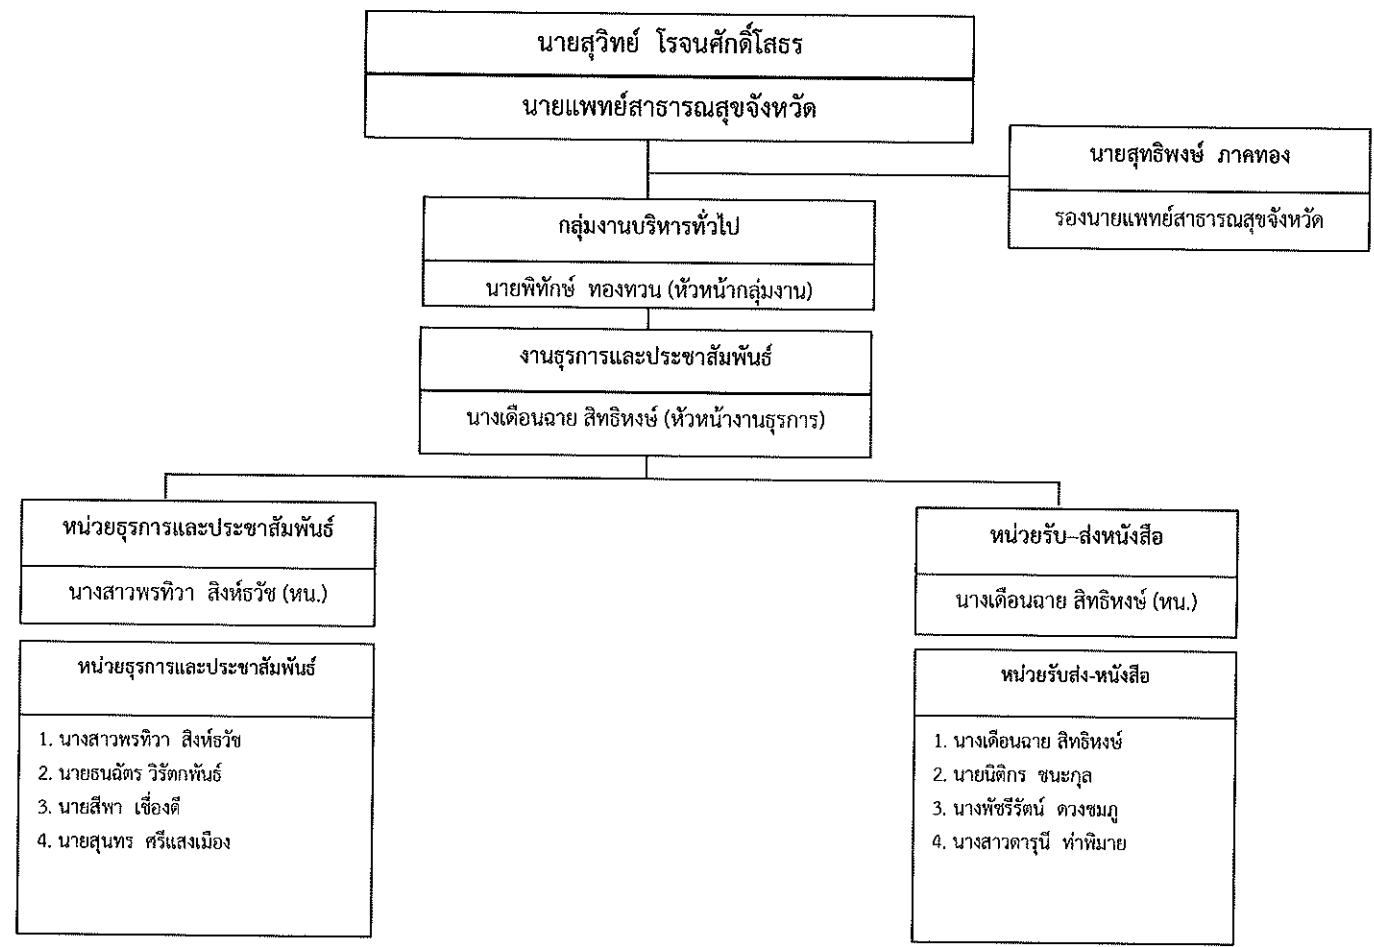 นายสุวิทย์ โรจนศักดิ์โสธร
นายแพทย์สาธารณสุขจังหวัด
นายสุทธิพงษ์ ภาคทอง
รองนายแพทย์สาธารณสุขจังหวัด
กลุ่มงานบริหารทั่วไป
นายพิทักษ์ ทองทวน (หัวหน้ากลุ่มงาน)
งานธุรการและประชาสัมพันธ์
นางเดือนฉาย สิทธิหงษ์ (หัวหน้างานธุรการ)
หน่วยธุรการและประชาสัมพันธ์
นางสาวพรทิวา สิงห์ธวัช (หน.)
หน่วยธุรการและประชาสัมพันธ์
1. นางสาวพรทิวา สิงห์ธวัช
2. นายธนฉัตร วิรัตกพันธ์
3. นายสีพา เชื่องดี
4. นายสุนทร ศรีแสงเมือง
หน่วยรับ–ส่งหนังสือ
นางเดือนฉาย สิทธิหงษ์ (หน.)
หน่วยรับส่ง-หนังสือ
1. นางเดือนฉาย สิทธิหงษ์
2. นายนิติกร ชนะกุล
3. นางพัชรีรัตน์ ดวงชมภู
4. นางสาวดารุนี ท่าพิมาย